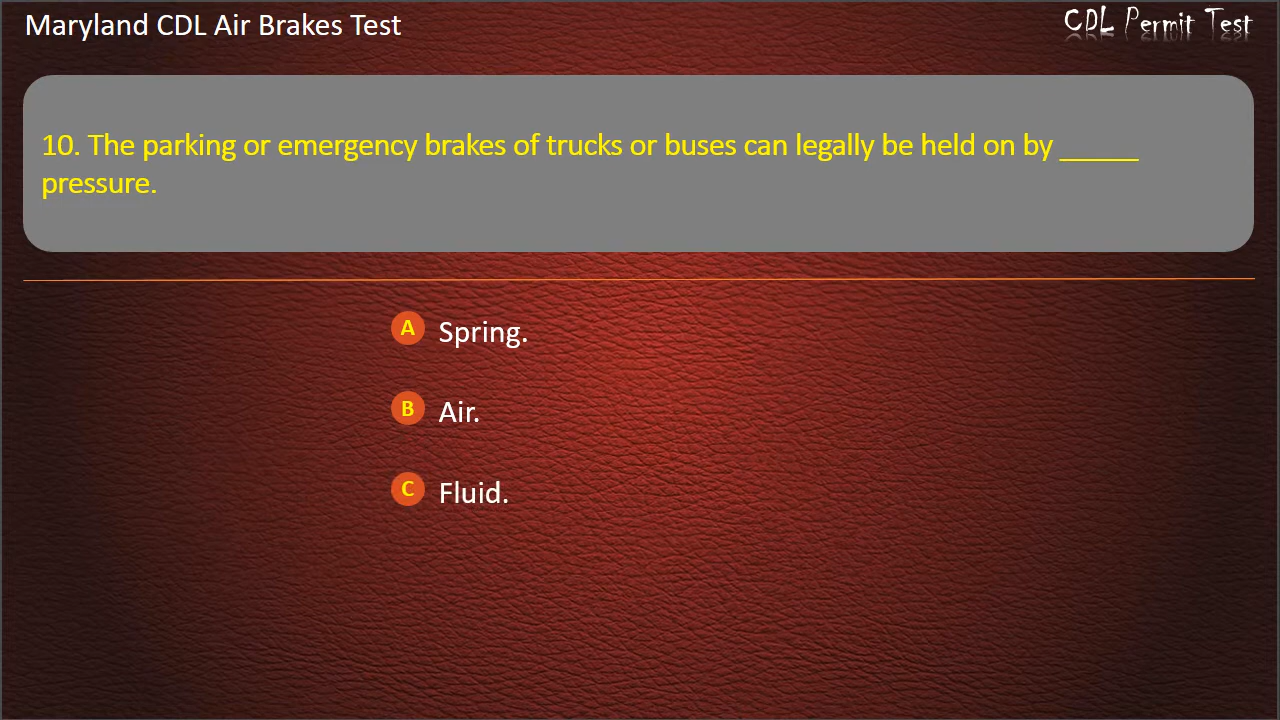 Maryland CDL Air Brakes Test
CDL Permit Test
10. The parking or emergency brakes of trucks or buses can legally be held on by _____
pressure.
A Spring.
B Air.
C Fluid.